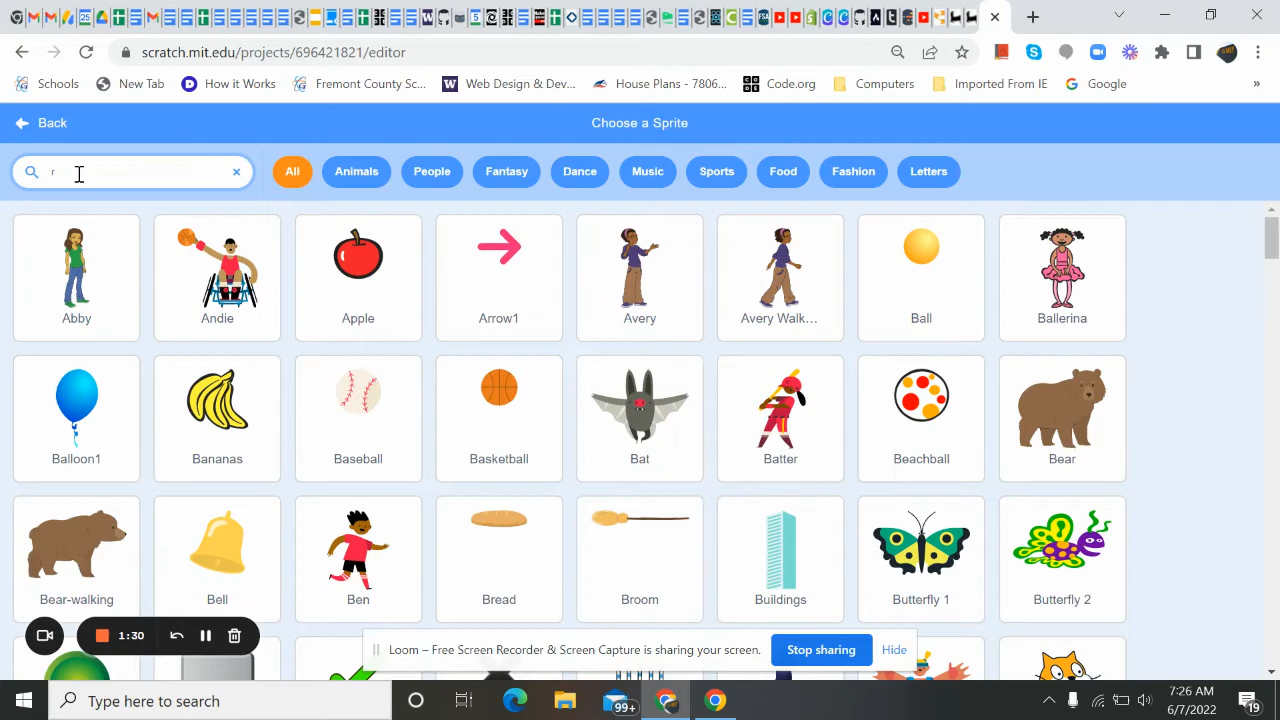 25
5
scratch.mit.edu/projects/696421821/editor
Schools
New Tab
How it Works
Fremont County Sc...
Web Design & Dev...
House Plans - 7806...
Code.org
Computers
Imported From IE
Google
»
Back
Choose a Sprite
r
All
Animals
People
Fantasy
Dance
Music
Sports
Food
Fashion
Letters
Abby
Andie
Apple
Arrow1
Avery
Avery Walk...
Ball
Ballerina
Balloon1
Bananas
Baseball
Basketball
Bat
Batter
Beachball
Bear
Bear-walking
Bell
Ben
Bread
Broom
Buildings
Butterfly 1
Butterfly 2
1:30
Loom – Free Screen Recorder & Screen Capture is sharing your screen.
Stop sharing
Hide
Type here to search
99+
7:26 AM
6/7/2022
19